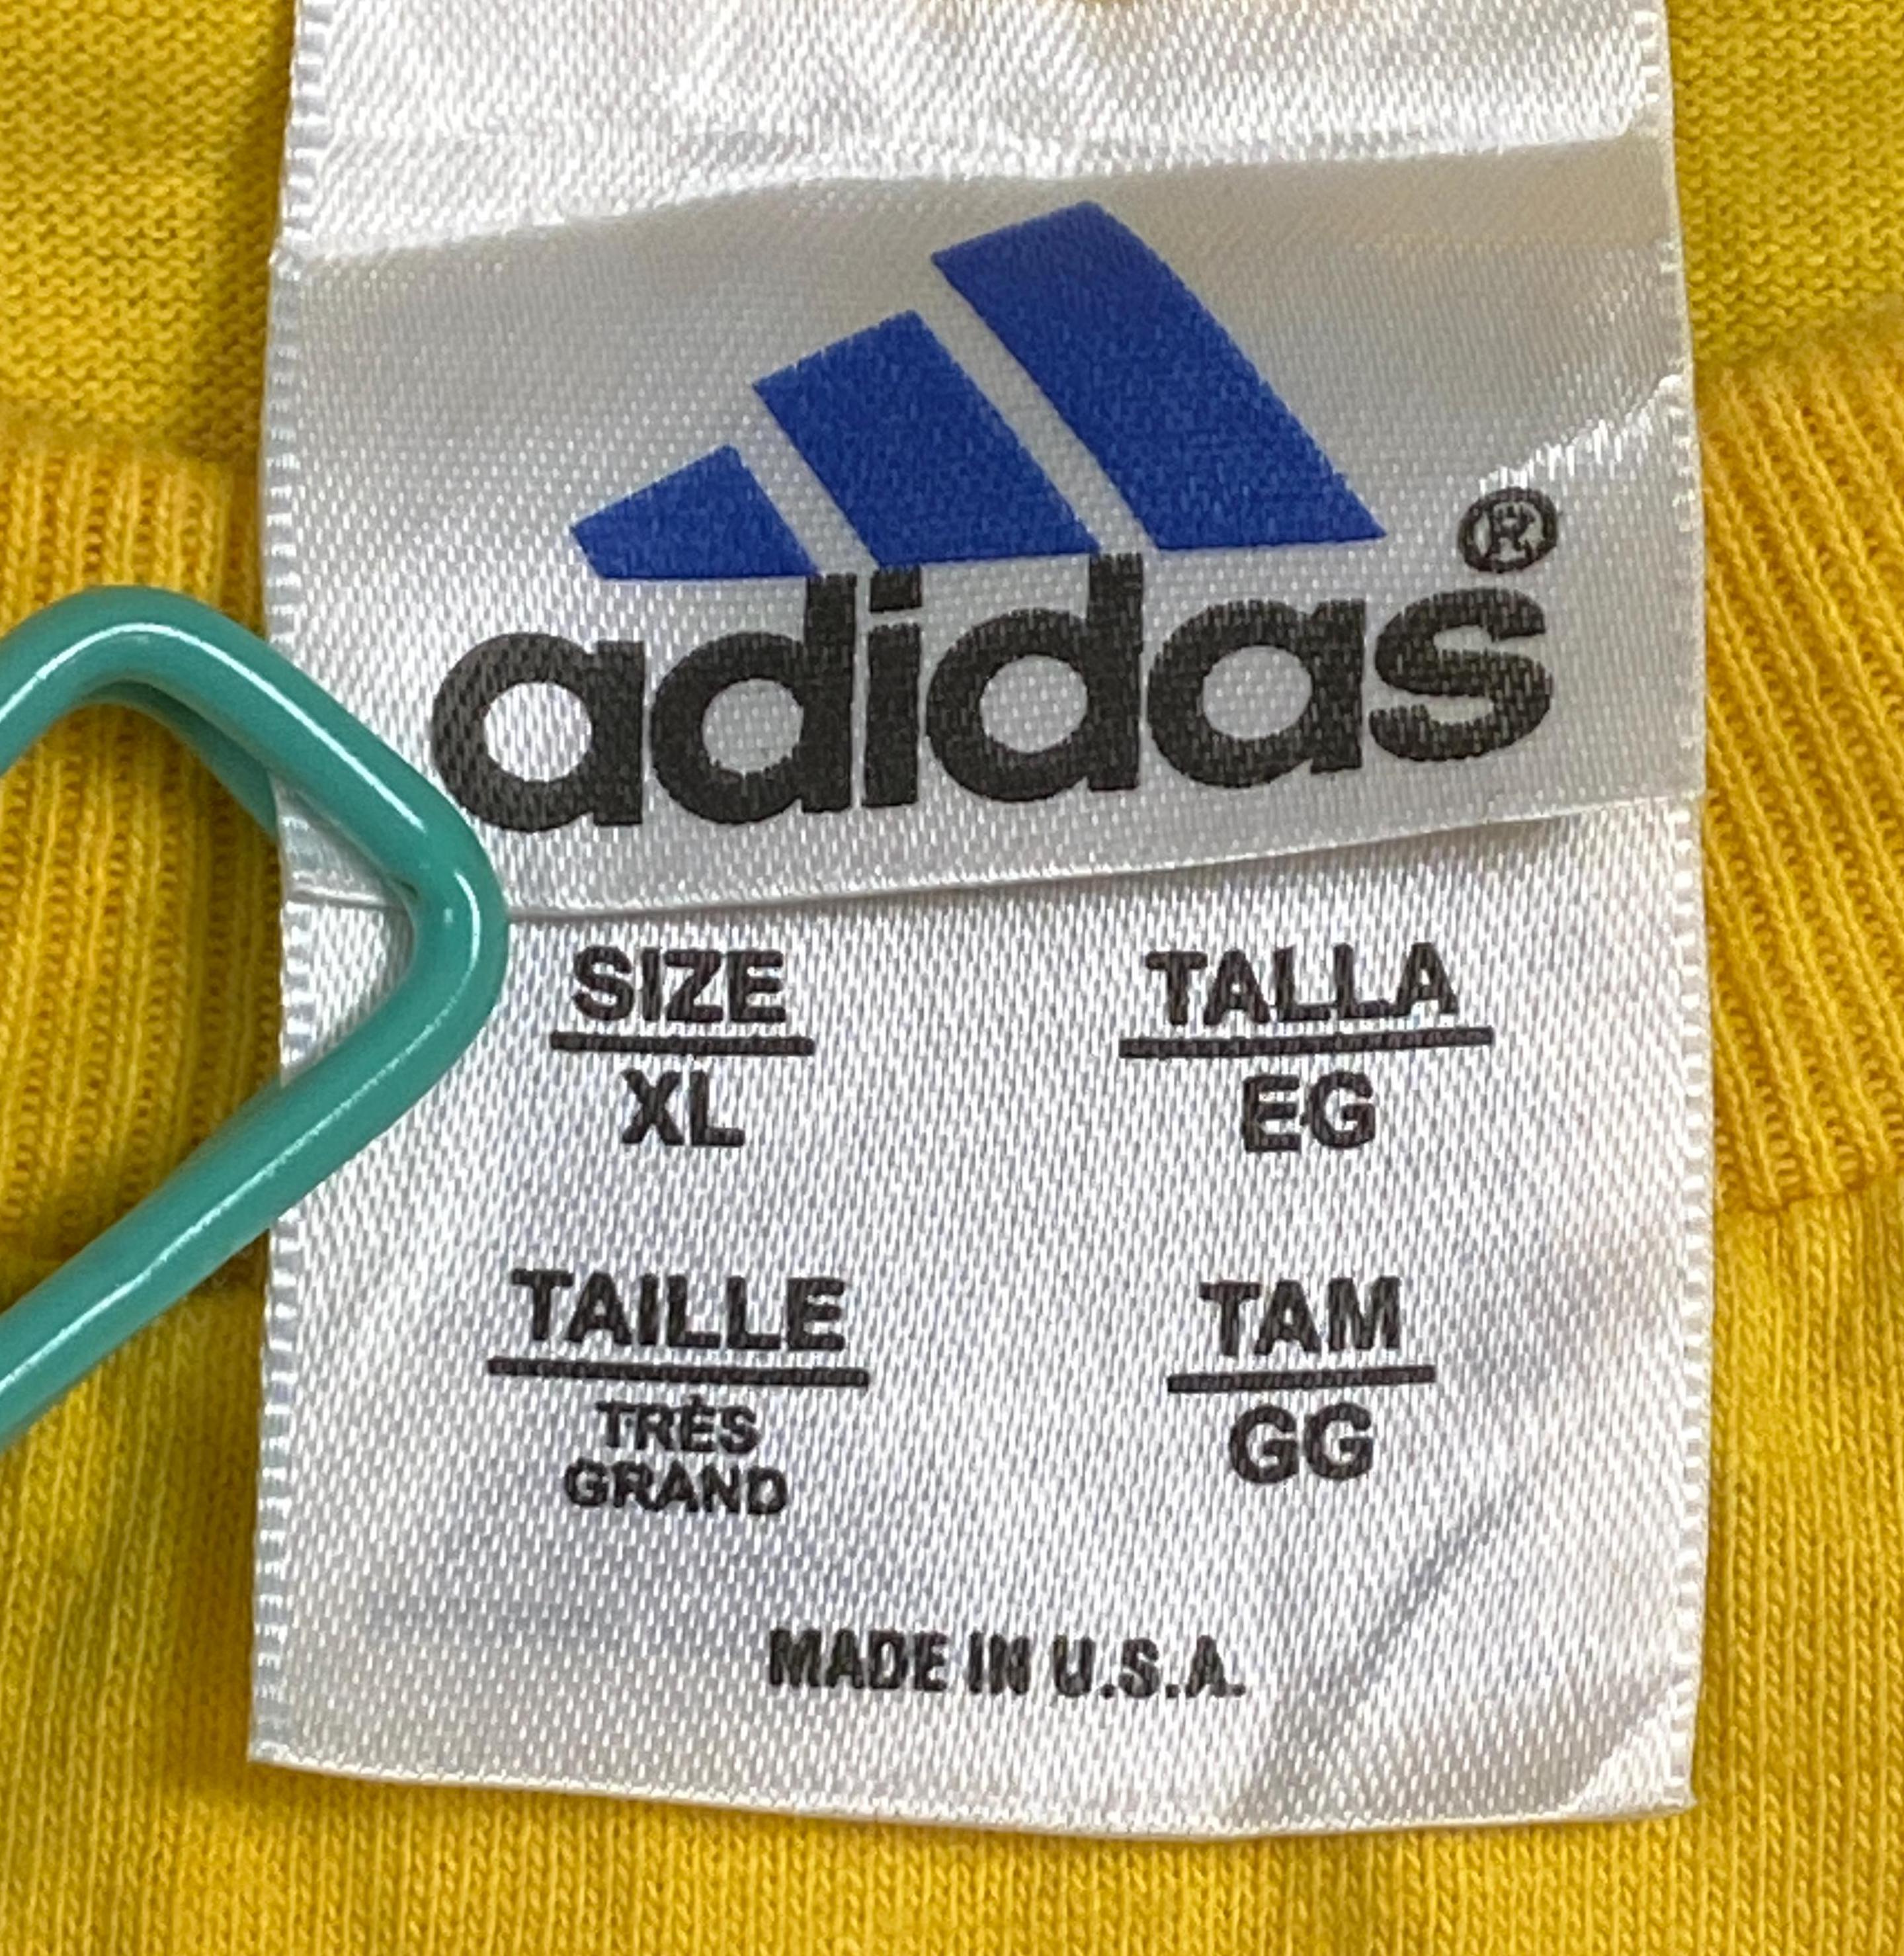 adidas®
SIZE
XL
TALLA
EG
TAILLE
TRÈS
GRAND
TAM
GG
MADE IN U.S.A.